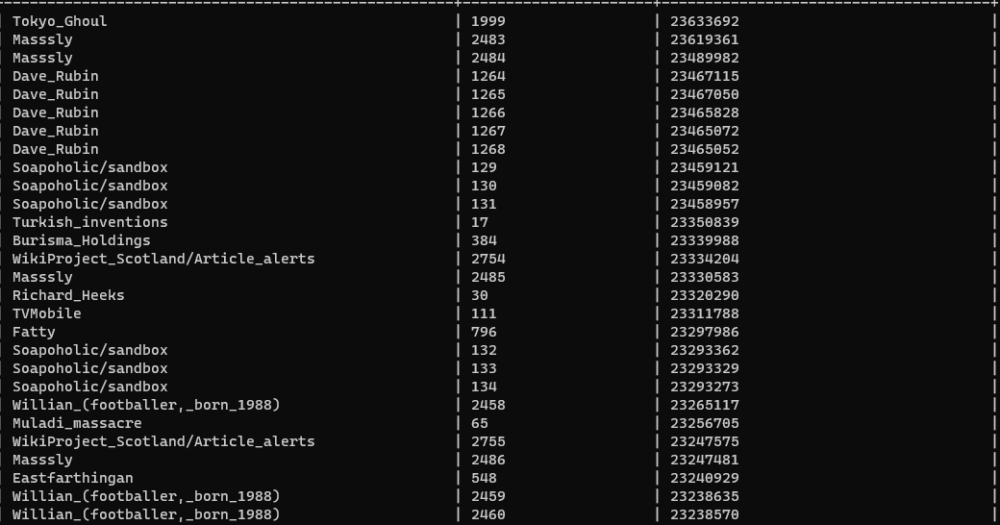 | Tokyo_Ghoul | 1999 | 23633692 |
| Masssly | 2483 | 23619361 |
| Masssly | 2484 | 23489982 |
| Dave_Rubin | 1264 | 23467115 |
| Dave_Rubin | 1265 | 23467050 |
| Dave_Rubin | 1266 | 23465828 |
| Dave_Rubin | 1267 | 23465072 |
| Dave_Rubin | 1268 | 23465052 |
| Soapoholic/sandbox | 129 | 23459121 |
| Soapoholic/sandbox | 130 | 23459082 |
| Soapoholic/sandbox | 131 | 23458957 |
| Turkish_inventions | 17 | 23350839 |
| Burisma_Holdings | 384 | 23339988 |
| WikiProject_Scotland/Article_alerts | 2754 | 23334204 |
| Masssly | 2485 | 23330583 |
| Richard_Heeks | 30 | 23320290 |
| TVMobile | 111 | 23311788 |
| Fatty | 796 | 23297986 |
| Soapoholic/sandbox | 132 | 23293362 |
| Soapoholic/sandbox | 133 | 23293329 |
| Soapoholic/sandbox | 134 | 23293273 |
| Willian_(footballer,_born_1988) | 2458 | 23265117 |
| Muladi_massacre | 65 | 23256705 |
| WikiProject_Scotland/Article_alerts | 2755 | 23247575 |
| Masssly | 2486 | 23247481 |
| Eastfarthingan | 548 | 23240929 |
| Willian_(footballer,_born_1988) | 2459 | 23238635 |
| Willian_(footballer,_born_1988) | 2460 | 23238570 |